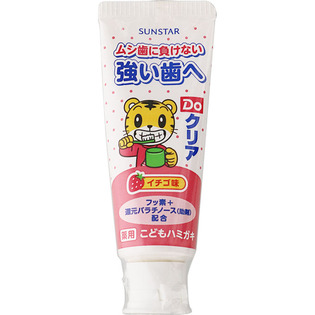 SUNSTAR
ムシ歯に負けない
強い歯へ
Do
クリア
イチゴ味
フッ素+
還元パラチノース(助剤)
配合
薬用 こどもハミガキ